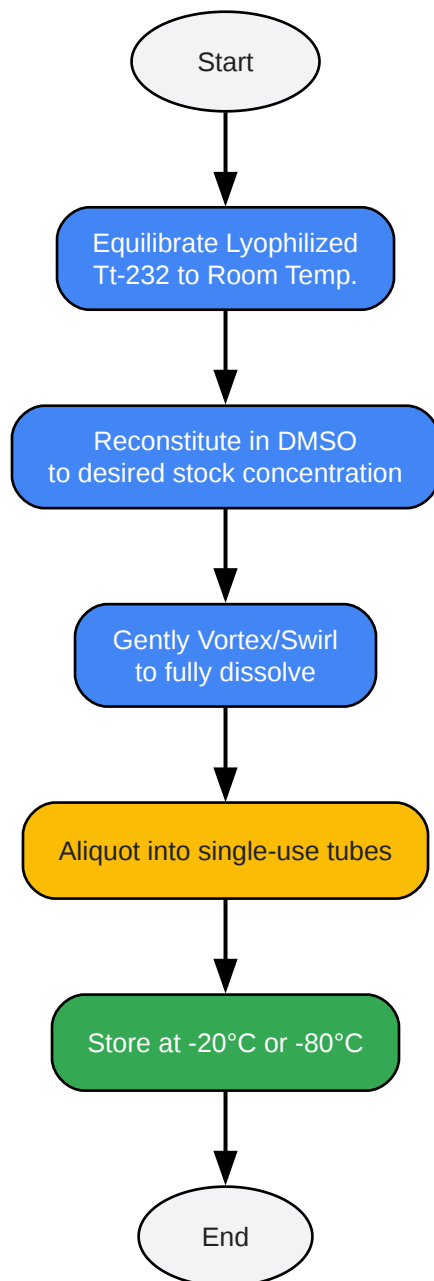 Start
Equilibrate Lyophilized
Tt-232 to Room Temp.
Reconstitute in DMSO
to desired stock concentration
Gently Vortex/Swirl
to fully dissolve
Aliquot into single-use tubes
Store at -20°C or -80°C
End